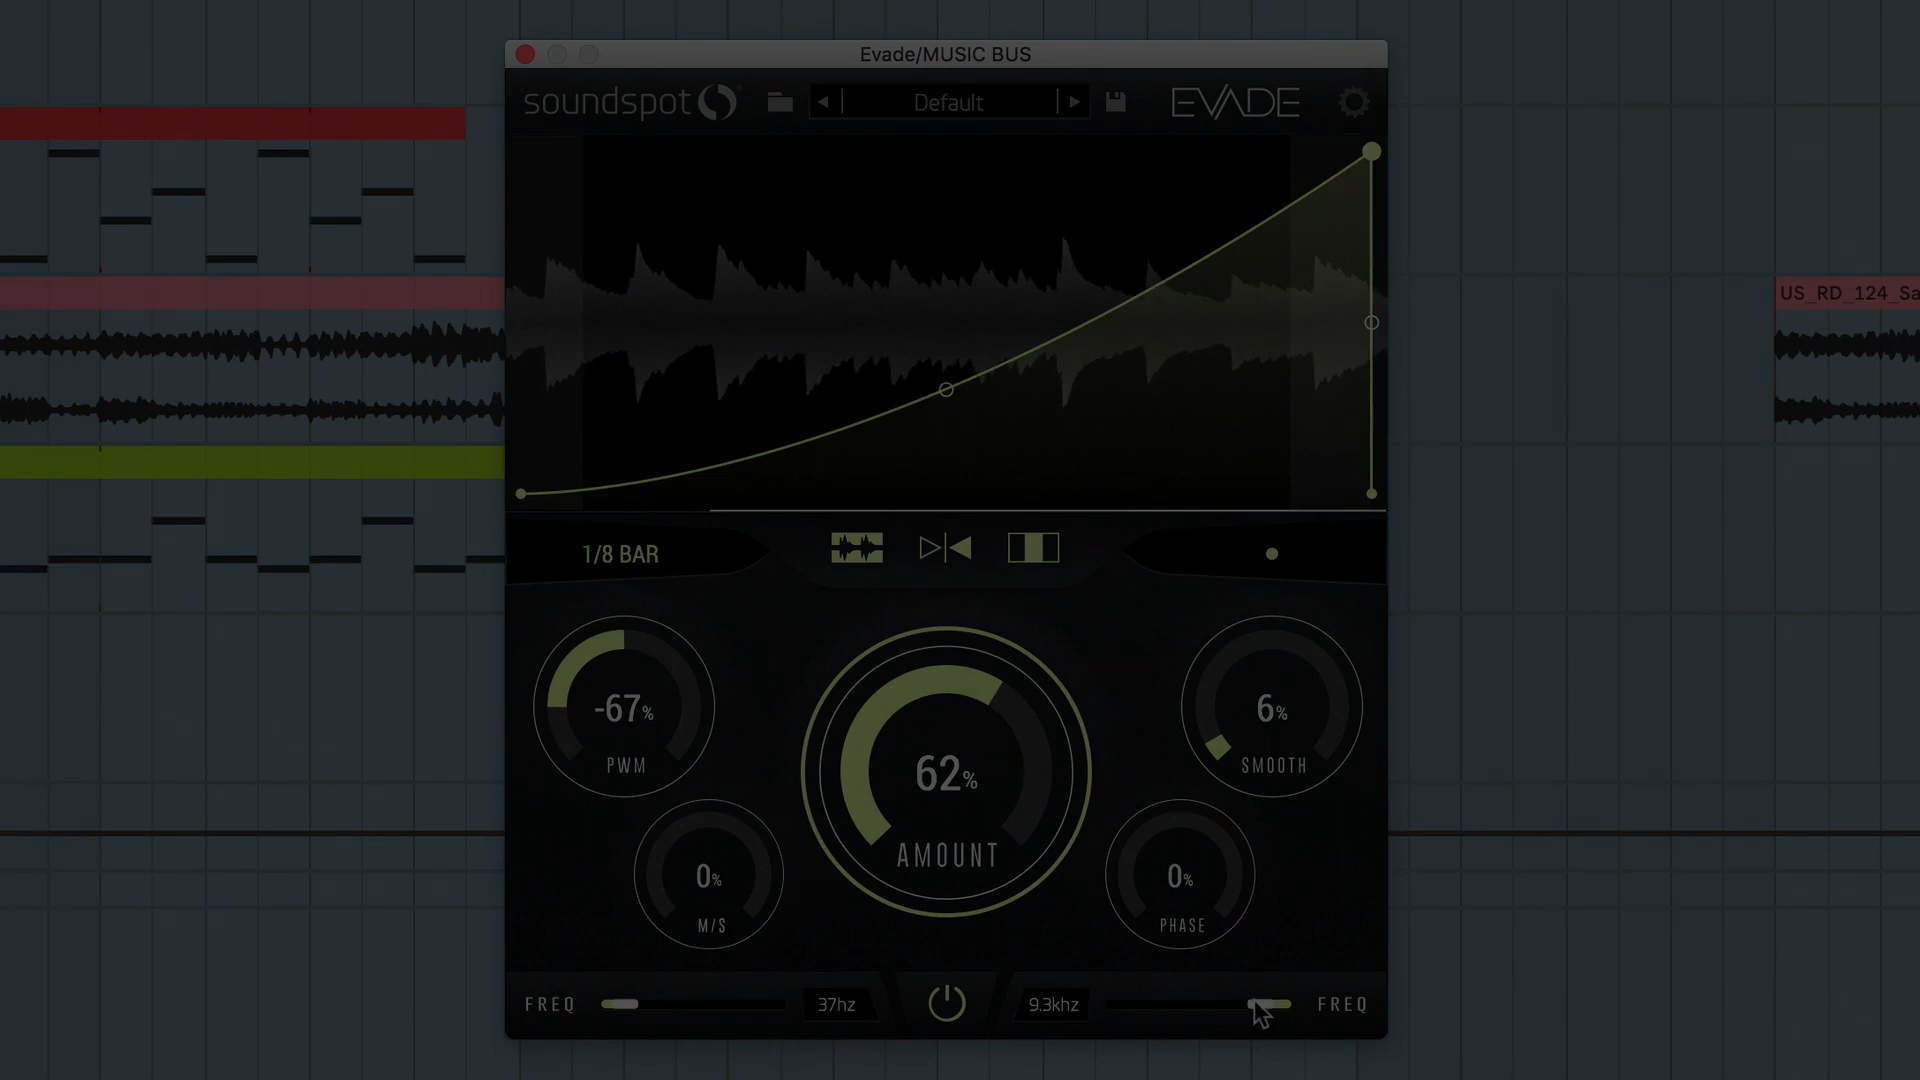 Evade/MUSIC BUS
soundspot
Default
EVADE
US_RD_124_Sa
1/8 BAR
-67%
PWM
62%
AMOUNT
6%
SMOOTH
0%
M/S
0%
PHASE
FREQ
37hz
9.3khz
FREQ